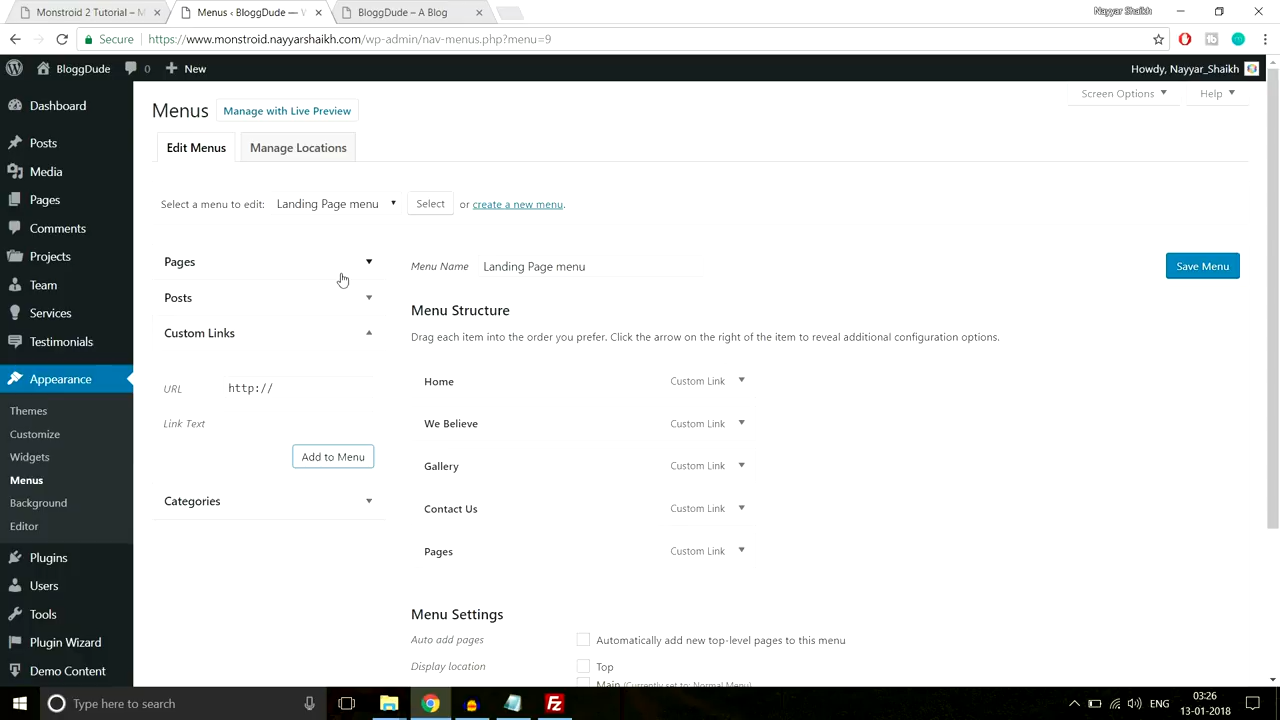 Monstroid 2 Tutorial – M
Menus ‹ BloggDude — W
BloggDude – A Blog
Nayyar Shaikh
Secure
https://www.monstroid.nayyarshaikh.com/wp-admin/nav-menus.php?menu=9
BloggDude
0
New
Howdy, Nayyar_Shaikh
Dashboard
Posts
Media
Pages
Comments
Projects
Team
Services
Testimonials
Appearance
Themes
Customize
Widgets
Menus
Background
Editor
Plugins
Users
Tools
Plugin Wizard
Demo Content
Screen Options
Help
Menus
Manage with Live Preview
Edit Menus
Manage Locations
Select a menu to edit: Landing Page menu Select or create a new menu.
Pages
Posts
Custom Links
URL http://
Link Text
Add to Menu
Categories
Menu Name Landing Page menu
Save Menu
Menu Structure
Drag each item into the order you prefer. Click the arrow on the right of the item to reveal additional configuration options.
Home Custom Link
We Believe Custom Link
Gallery Custom Link
Contact Us Custom Link
Pages Custom Link
Menu Settings
Auto add pages Automatically add new top-level pages to this menu
Display location Top
Main (Currently set to: Normal Menu)
Type here to search
ENG
03:26
13-01-2018